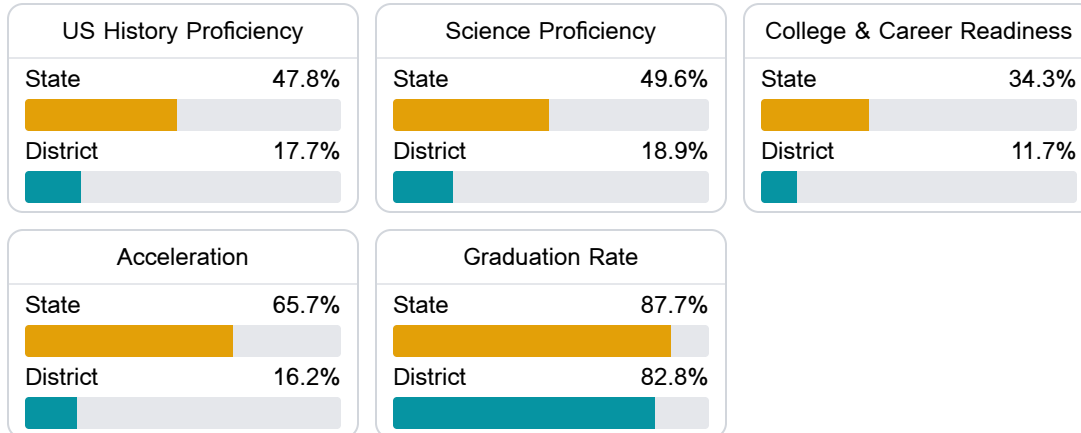 US History Proficiency
State 47.8%
District 17.7%
Science Proficiency
State 49.6%
District 18.9%
College & Career Readiness
State 34.3%
District 11.7%
Acceleration
State 65.7%
District 16.2%
Graduation Rate
State 87.7%
District 82.8%